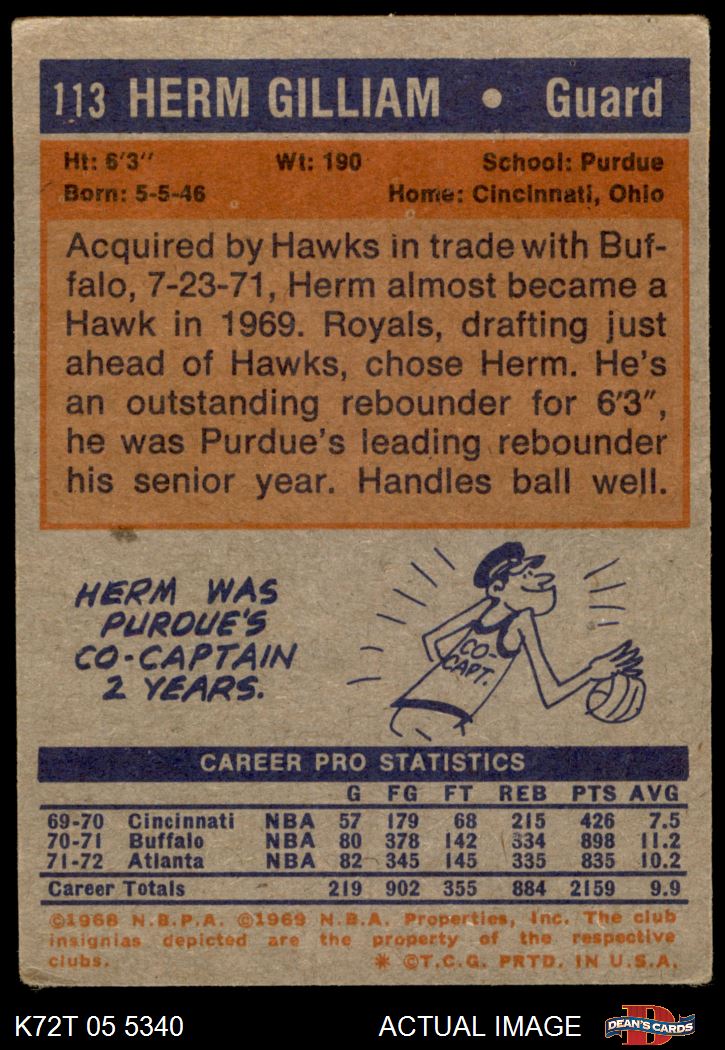 113 HERM GILLIAM • Guard
Ht: 6'3" Wt: 190 School: Purdue
Born: 5-5-46 Home: Cincinnati, Ohio
Acquired by Hawks in trade with Buf-
falo, 7-23-71, Herm almost became a
Hawk in 1969. Royals, drafting just
ahead of Hawks, chose Herm. He's
an outstanding rebounder for 6'3",
he was Purdue's leading rebounder
his senior year. Handles ball well.
HERM WAS
PURDUE'S
CO-CAPTAIN
2 YEARS.
CO-
CAPT.
CAREER PRO STATISTICS
G FG FT REB PTS AVG
69-70 Cincinnati NBA 57 179 68 215 426 7.5
70-71 Buffalo NBA 80 378 142 334 898 11.2
71-72 Atlanta NBA 82 345 145 335 835 10.2
Career Totals 219 902 355 884 2159 9.9
©1968 N.B.P.A. ©1969 N.B.A. Properties, Inc. The club
insignias depicted are the property of the respective
clubs. * ©T.C.G. PRTD. IN U.S.A.
K72T 05 5340 ACTUAL IMAGE DEAN'S CARDS